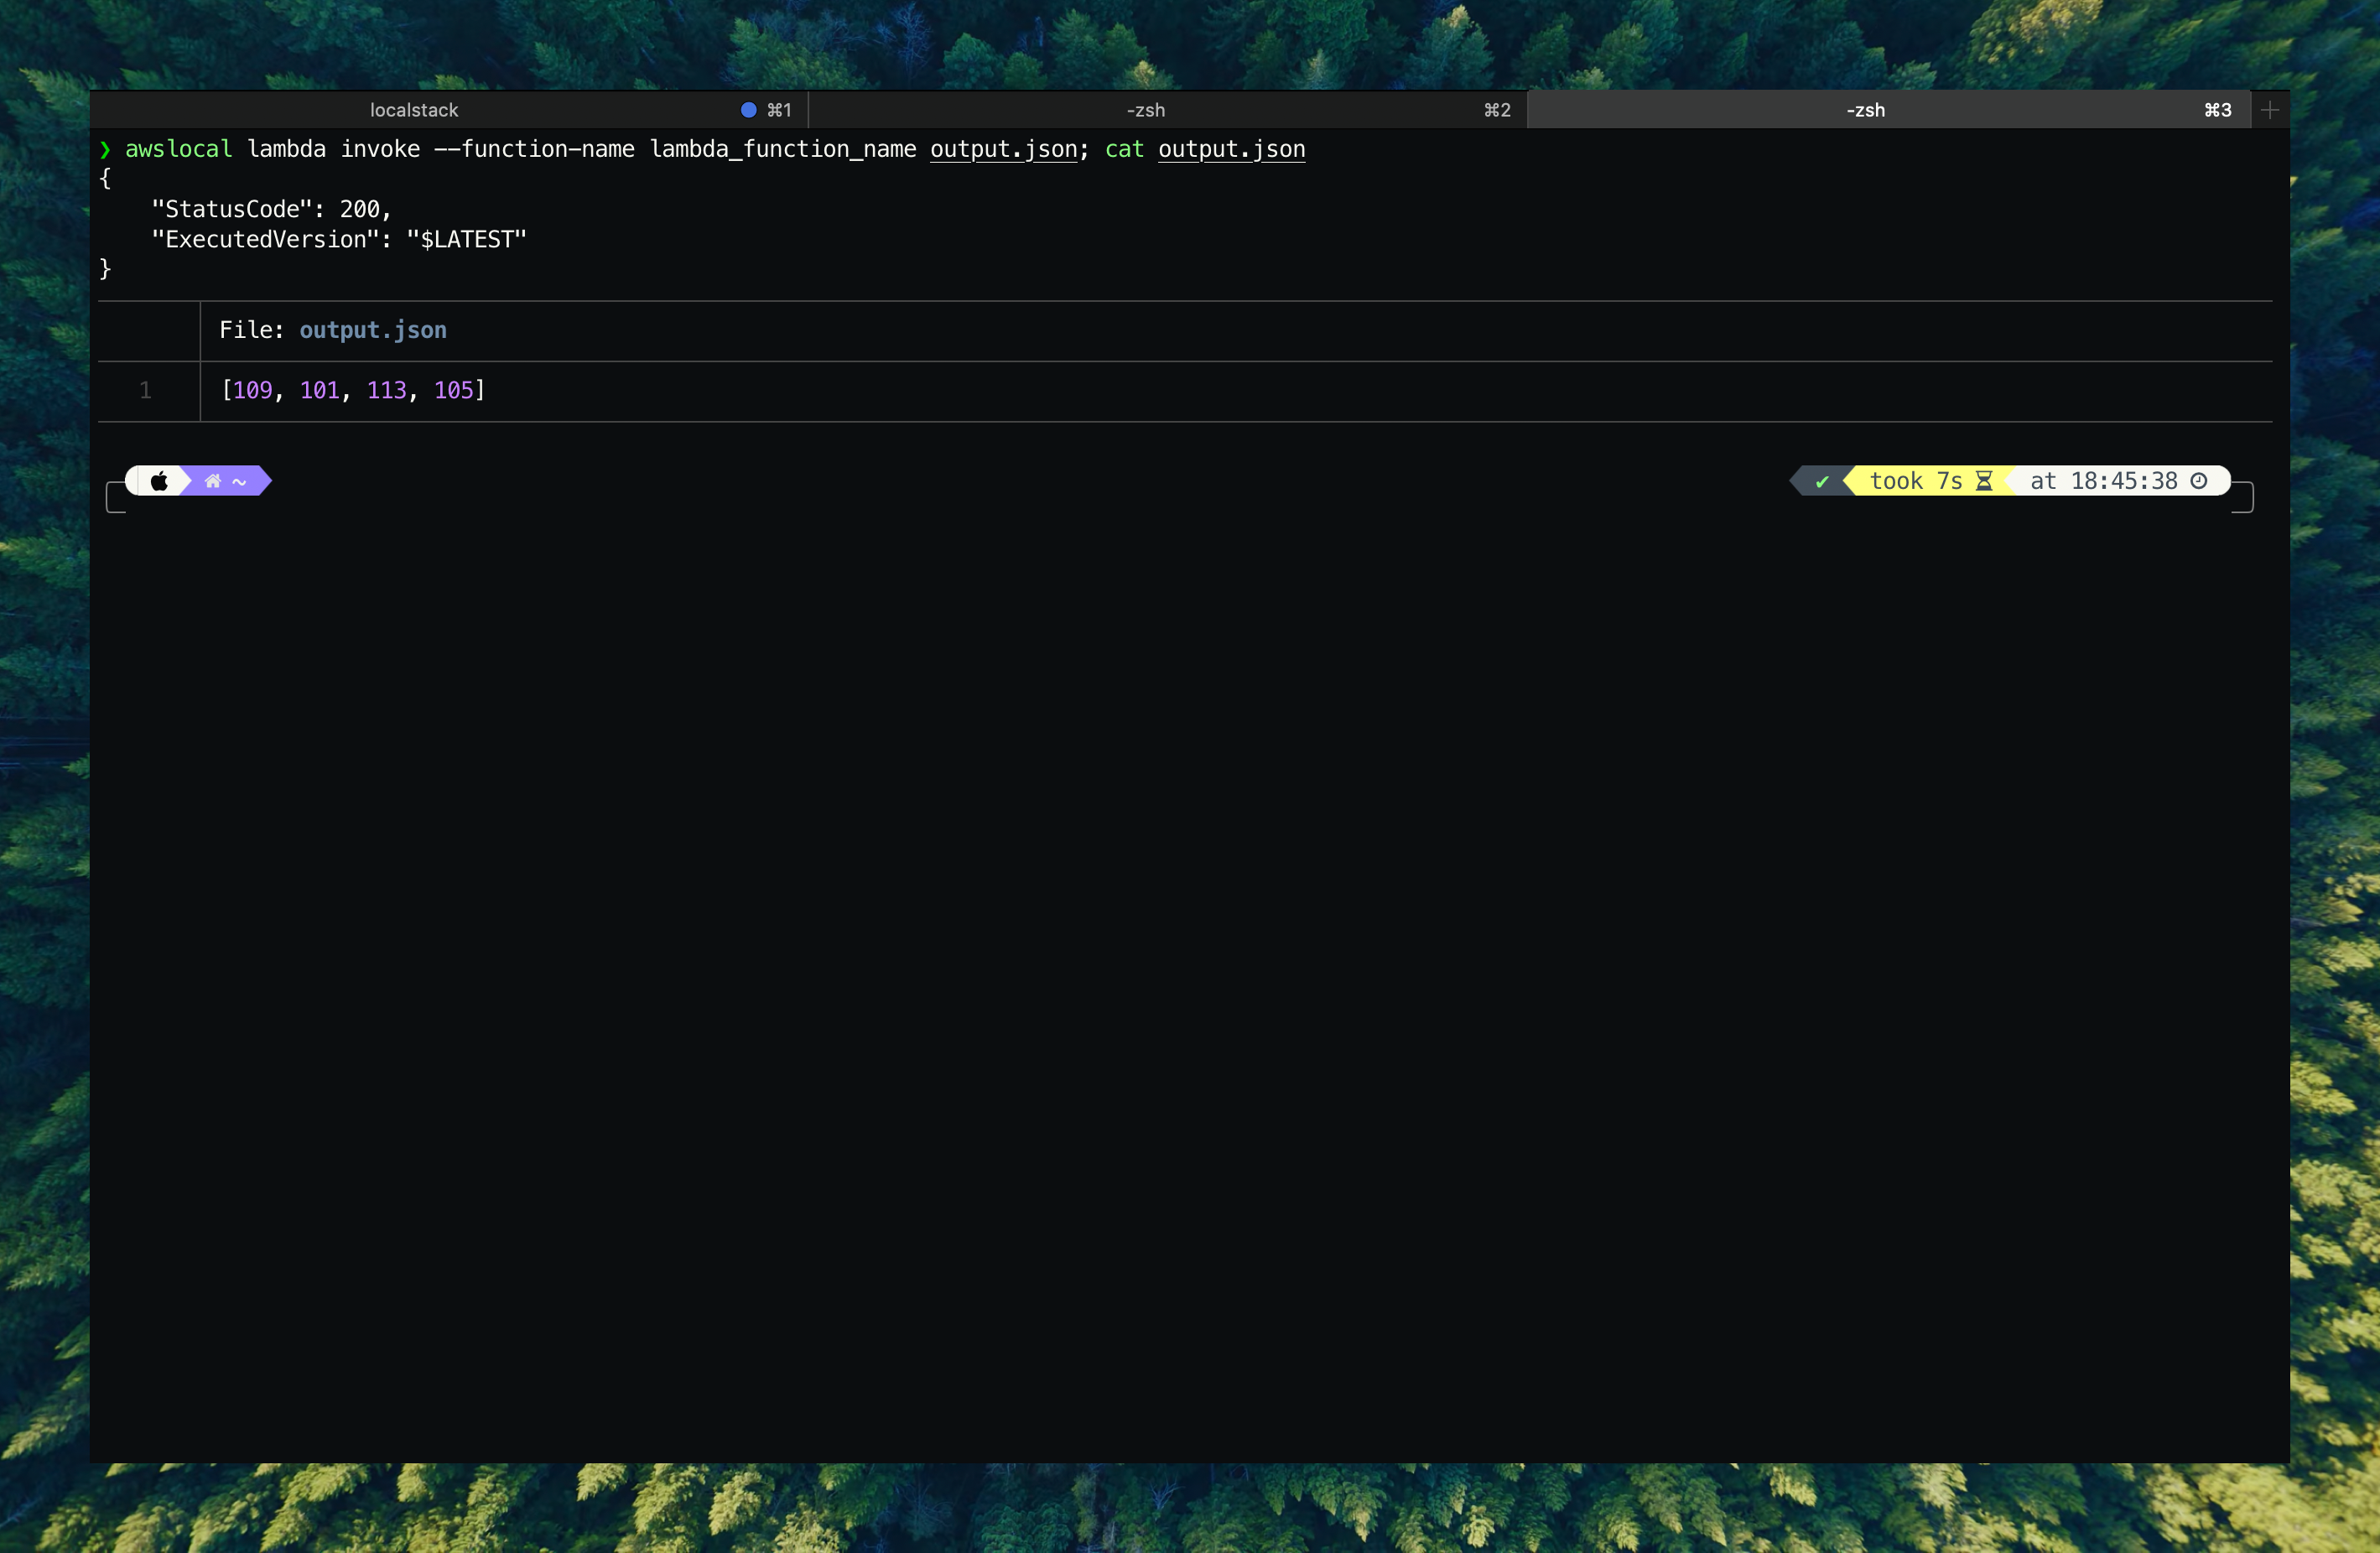 localstack ⌘1 -zsh ⌘2 -zsh ⌘3
❯ awslocal lambda invoke --function-name lambda_function_name output.json; cat output.json
{
    "StatusCode": 200,
    "ExecutedVersion": "$LATEST"
}
File: output.json
1 [109, 101, 113, 105]
~ ✔ took 7s at 18:45:38